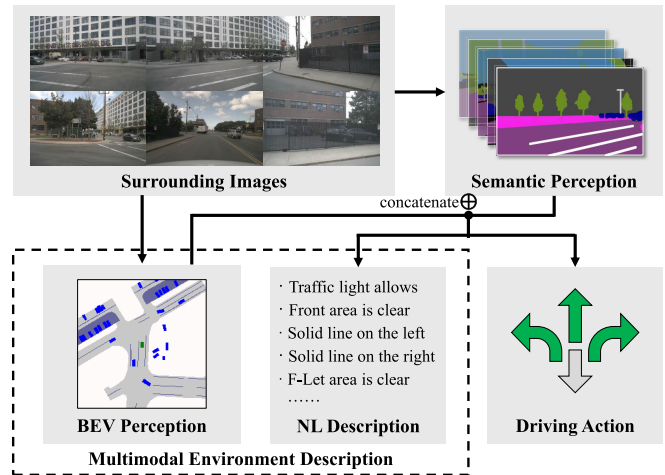 Surrounding Images
Semantic Perception
concatenate
· Traffic light allows
· Front area is clear
· Solid line on the left
· Solid line on the right
· F-Let area is clear
......
BEV Perception
NL Description
Driving Action
Multimodal Environment Description